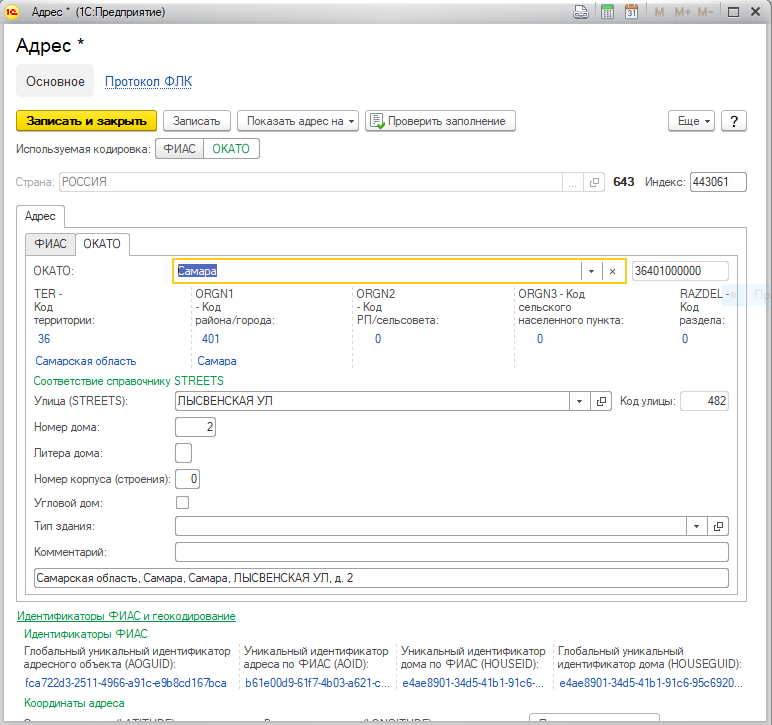 Адрес * (1С:Предприятие)
M M+ M-
Адрес *
Основное Протокол ФЛК
Записать и закрыть Записать Показать адрес на Проверить заполнение Еще ?
Используемая кодировка: ФИАС ОКАТО
Страна: РОССИЯ ... 643 Индекс: 443061
Адрес
ФИАС ОКАТО
ОКАТО: Самара 36401000000
TER - ORGN1 ORGN2 ORGN3 - Код RAZDEL -
Код - Код - Код сельского Код
территории: района/города: РП/сельсовета: населенного пункта: раздела:
36 401 0 0 0
Самарская область Самара
Соответствие справочнику STREETS
Улица (STREETS): ЛЫСВЕНСКАЯ УЛ Код улицы: 482
Номер дома: 2
Литера дома:
Номер корпуса (строения): 0
Угловой дом:
Тип здания:
Комментарий:
Самарская область, Самара, Самара, ЛЫСВЕНСКАЯ УЛ, д. 2
Идентификаторы ФИАС и геокодирование
Идентификаторы ФИАС
Глобальный уникальный идентификатор Уникальный идентификатор Уникальный идентификатор Глобальный уникальный
адресного объекта (AOGUID): адреса по ФИАС (AOID): дома по ФИАС (HOUSEID): идентификатор дома (HOUSEGUID):
fca722d3-2511-4966-a91c-e9b8cd167bca b61e00d9-61f7-4b03-a621-c... e4ae8901-34d5-41b1-91c6-... e4ae8901-34d5-41b1-91c6-95c6920...
Координаты адреса